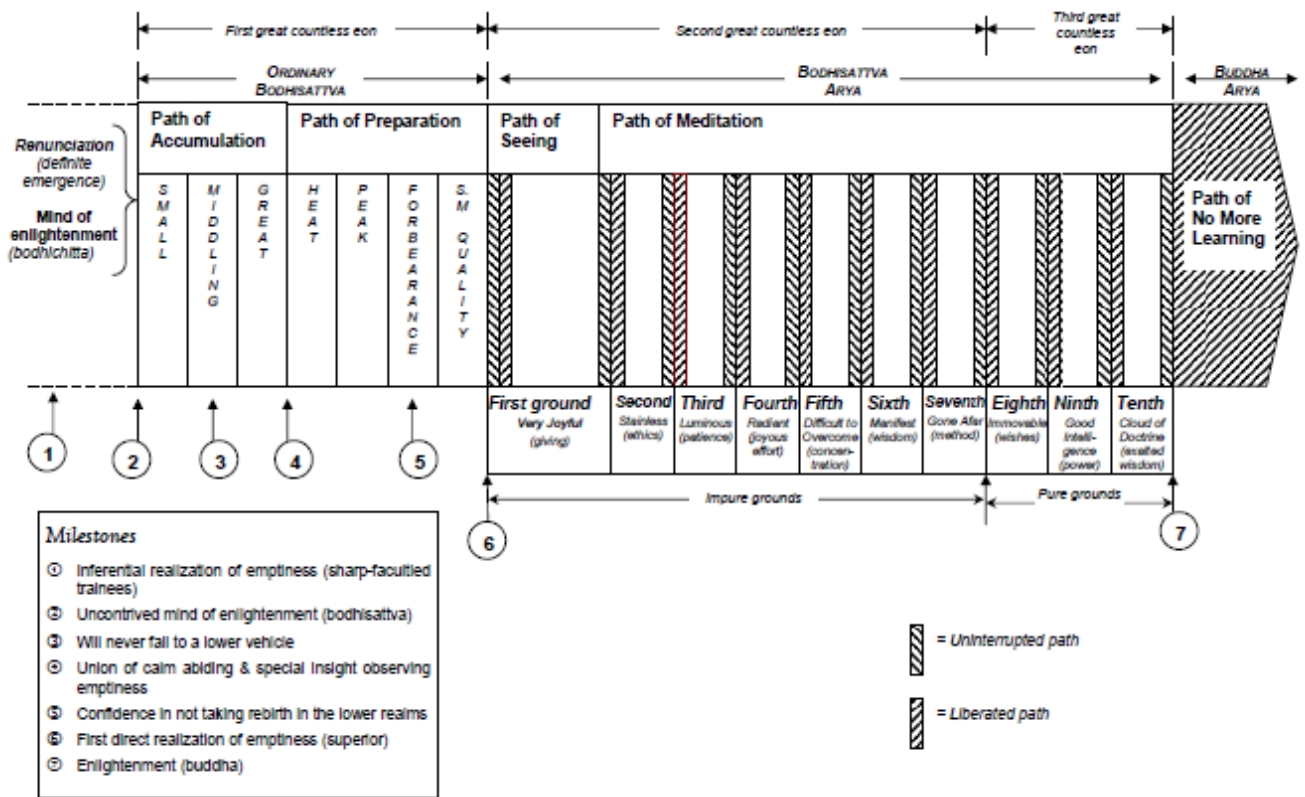 First great countless eon
Second great countless eon
Third great
countless
eon
ORDINARY
BODHISATTVA
BODHISATTVA
ARYA
BUDDHA
ARYA
Renunciation
(definite
emergence)
Mind of
enlightenment
(bodhichitta)
Path of
Accumulation
Path of Preparation
Path of
Seeing
Path of Meditation
Path of
No More
Learning
SMALL
MIDDLING
GREAT
HEAT
PEAK
FORBEARANCE
S.M QUALITY
First ground
Very Joyful
(giving)
Second
Stainless
(ethics)
Third
Luminous
(patience)
Fourth
Radiant
(joyous
effort)
Fifth
Difficult to
Overcome
(concen-
tration)
Sixth
Manifest
(wisdom)
Seventh
Gone Afar
(method)
Eighth
Immovable
(wishes)
Ninth
Good
Intelli-
gence
(power)
Tenth
Cloud of
Doctrine
(exalted
wisdom)
1
2
3
4
5
Impure grounds
Pure grounds
6
7
Milestones
① Inferential realization of emptiness (sharp-facultied
trainees)
② Uncontrived mind of enlightenment (bodhisattva)
③ Will never fall to a lower vehicle
④ Union of calm abiding & special insight observing
emptiness
⑤ Confidence in not taking rebirth in the lower realms
⑥ First direct realization of emptiness (superior)
⑦ Enlightenment (buddha)
= Uninterrupted path
= Liberated path